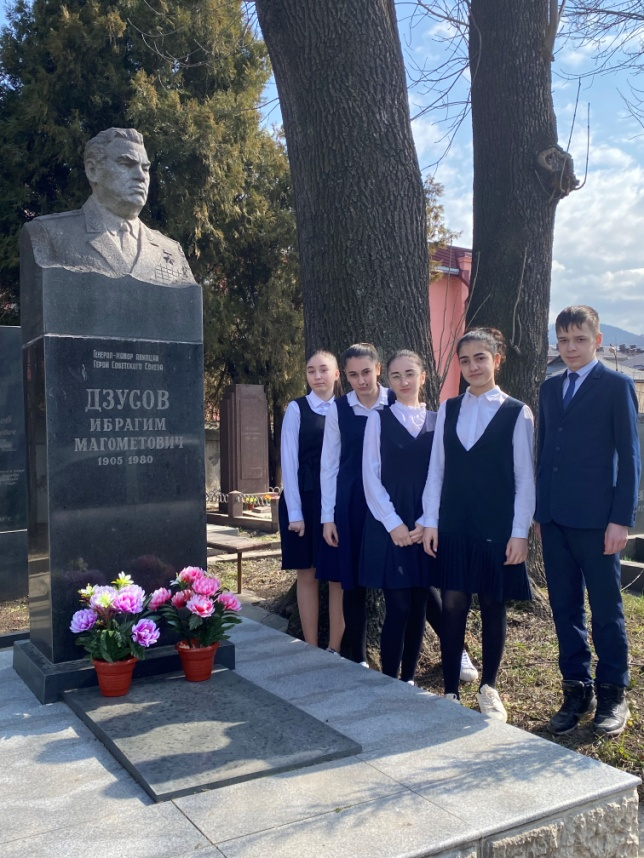 Генерал-майор авиации
Герой Советского Союза
ДЗУСОВ
ИБРАГИМ
МАГОМЕТОВИЧ
1905-1980